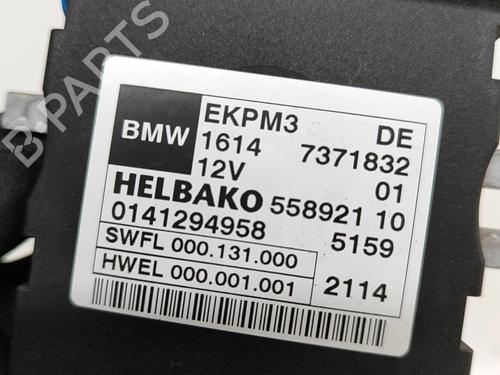 B-PARTS
BMW
EKPM3 DE
1614 7371832
12V 01
HELBAKO 558921 10
0141294958 5159
SWFL 000.131.000
HWEL 000.001.001 2114